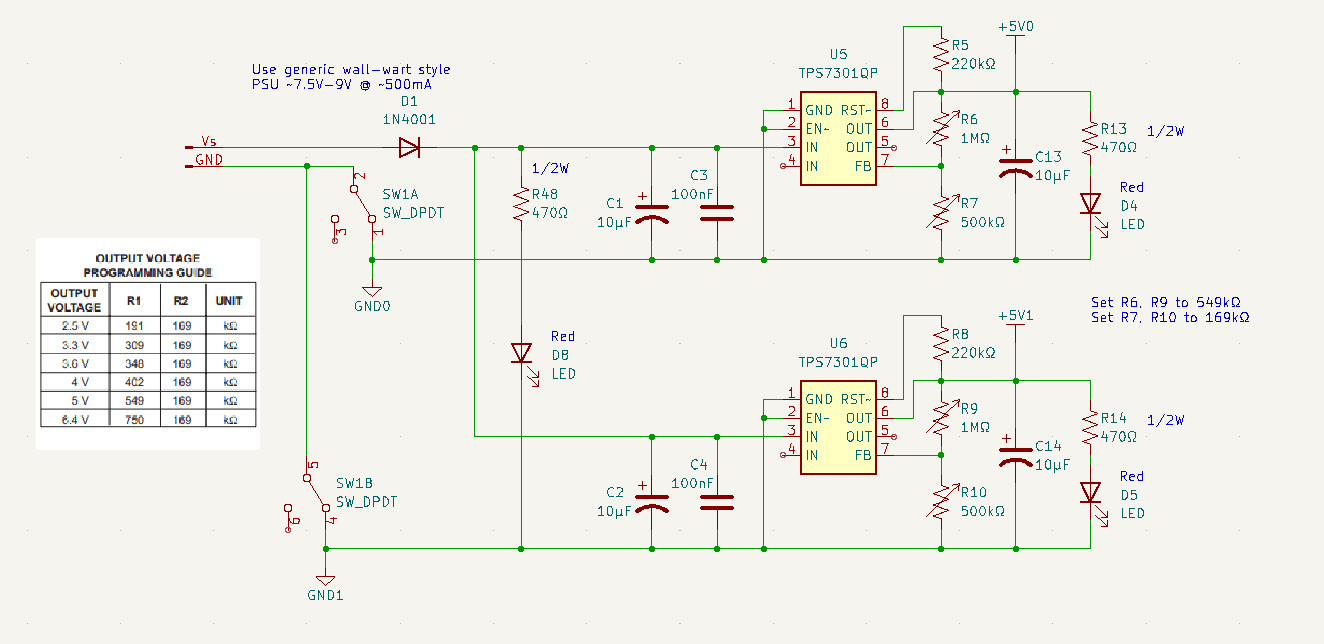 Use generic wall-wart style
PSU ~7.5V-9V @ ~500mA
D1
1N4001
Vs
GND
2
SW1A
SW_DPDT
3
1
GND0
1/2W
R48
470Ω
C1
10µF
C3
100nF
U5
TPS7301QP
1 GND RST~ 8
2 EN~ OUT 6
3 IN OUT 5
4 IN FB 7
R5
220kΩ
R6
1MΩ
R7
500kΩ
+5V0
C13
10µF
R13
470Ω
1/2W
Red
D4
LED
OUTPUT VOLTAGE
PROGRAMMING GUIDE
OUTPUT VOLTAGE R1 R2 UNIT
2.5 V 191 169 kΩ
3.3 V 309 169 kΩ
3.6 V 348 169 kΩ
4 V 402 169 kΩ
5 V 549 169 kΩ
6.4 V 750 169 kΩ
Set R6, R9 to 549kΩ
Set R7, R10 to 169kΩ
Red
D8
LED
5
SW1B
SW_DPDT
6
4
GND1
C2
10µF
C4
100nF
U6
TPS7301QP
1 GND RST~ 8
2 EN~ OUT 6
3 IN OUT 5
4 IN FB 7
R8
220kΩ
R9
1MΩ
R10
500kΩ
+5V1
C14
10µF
R14
470Ω
1/2W
Red
D5
LED